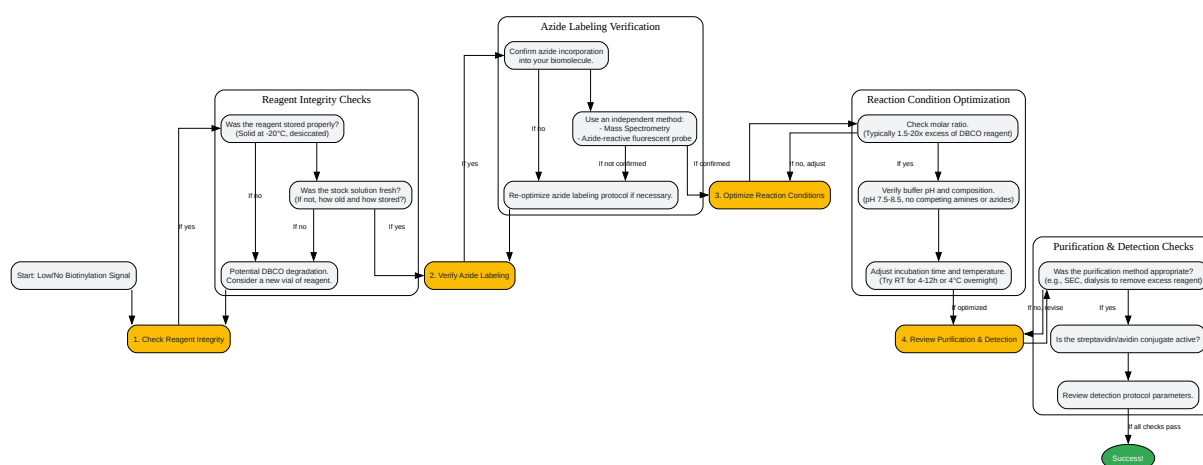 Azide Labeling Verification
Confirm azide incorporation
into your biomolecule.
If no
Use an independent method:
- Mass Spectrometry
- Azide-reactive fluorescent probe
If not confirmed
If confirmed
Re-optimize azide labeling protocol if necessary.
Reagent Integrity Checks
Was the reagent stored properly?
(Solid at -20°C, desiccated)
If no
Was the stock solution fresh?
(If not, how old and how stored?)
If no
If yes
Potential DBCO degradation.
Consider a new vial of reagent.
If yes
Start: Low/No Biotinylation Signal
1. Check Reagent Integrity
If yes
2. Verify Azide Labeling
3. Optimize Reaction Conditions
If no, adjust
Reaction Condition Optimization
Check molar ratio.
(Typically 1.5-20x excess of DBCO reagent)
If yes
Verify buffer pH and composition.
(pH 7.5-8.5, no competing amines or azides)
Adjust incubation time and temperature.
(Try RT for 4-12h or 4°C overnight)
If optimized
4. Review Purification & Detection
Purification & Detection Checks
Was the purification method appropriate?
(e.g., SEC, dialysis to remove excess reagent)
If no, revise
If yes
Is the streptavidin/avidin conjugate active?
Review detection protocol parameters.
If all checks pass
Success!